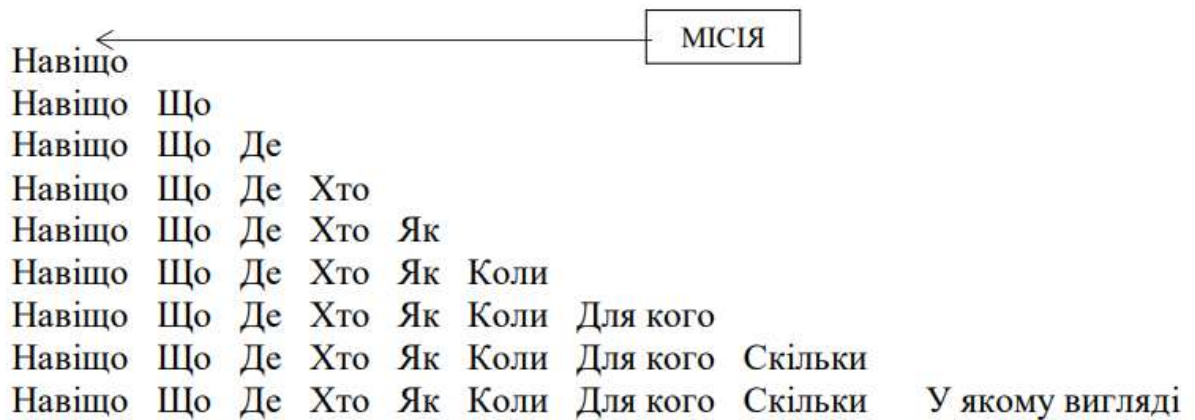 МІСІЯ
Навіщо
Навіщо Що
Навіщо Що Де
Навіщо Що Де Хто
Навіщо Що Де Хто Як
Навіщо Що Де Хто Як Коли
Навіщо Що Де Хто Як Коли Для кого
Навіщо Що Де Хто Як Коли Для кого Скільки
Навіщо Що Де Хто Як Коли Для кого Скільки У якому вигляді